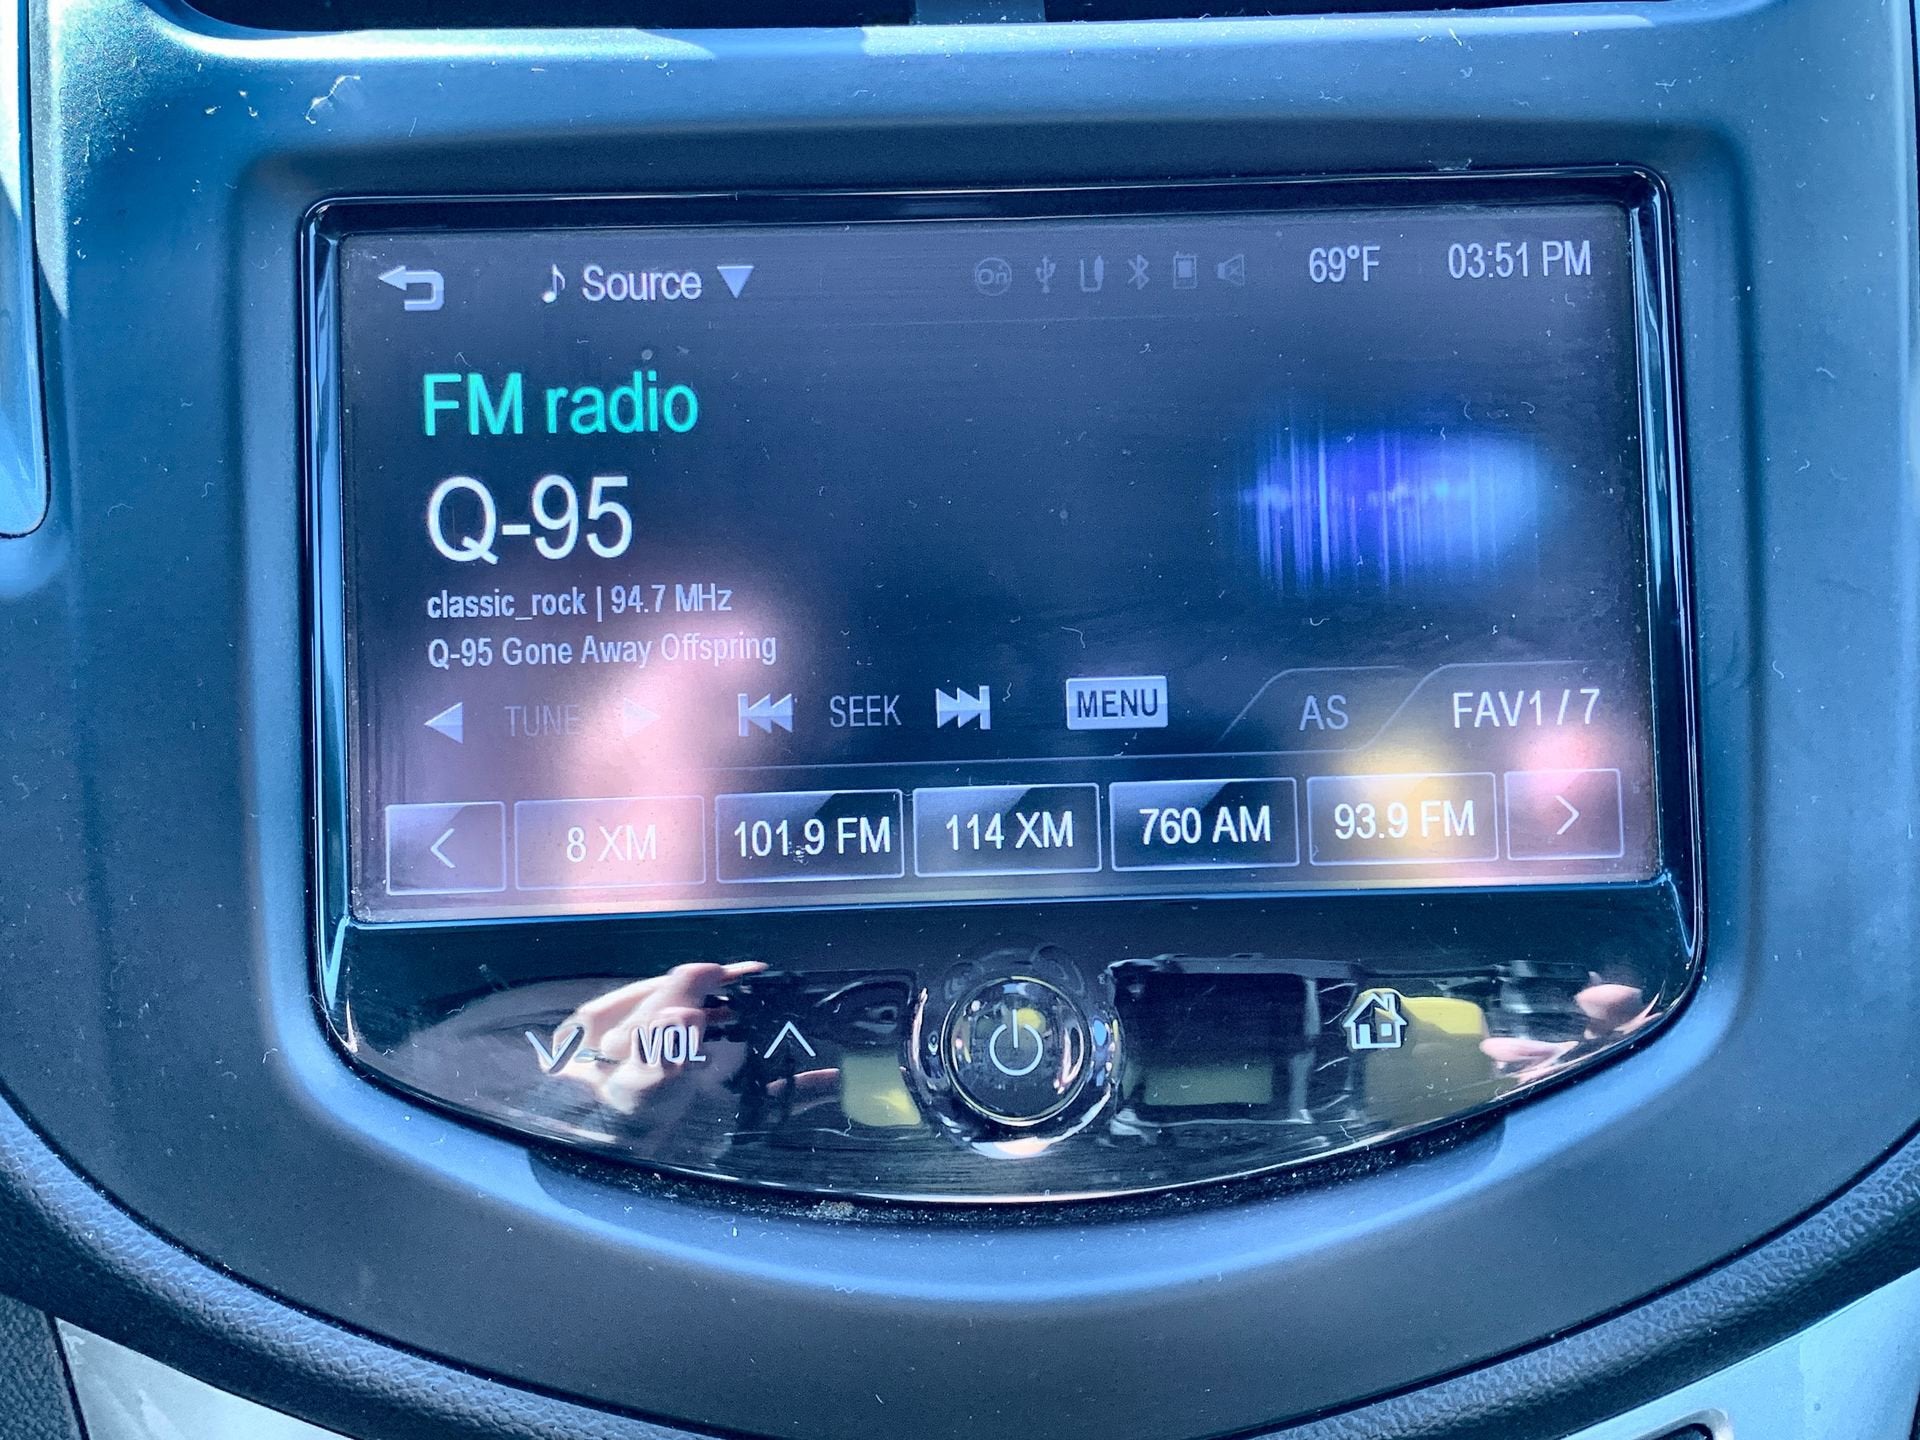 Source
On
69°F
03:51 PM
FM radio
Q-95
classic_rock | 94.7 MHz
Q-95 Gone Away Offspring
TUNE
SEEK
MENU
AS
FAV1 / 7
8 XM
101.9 FM
114 XM
760 AM
93.9 FM
VOL